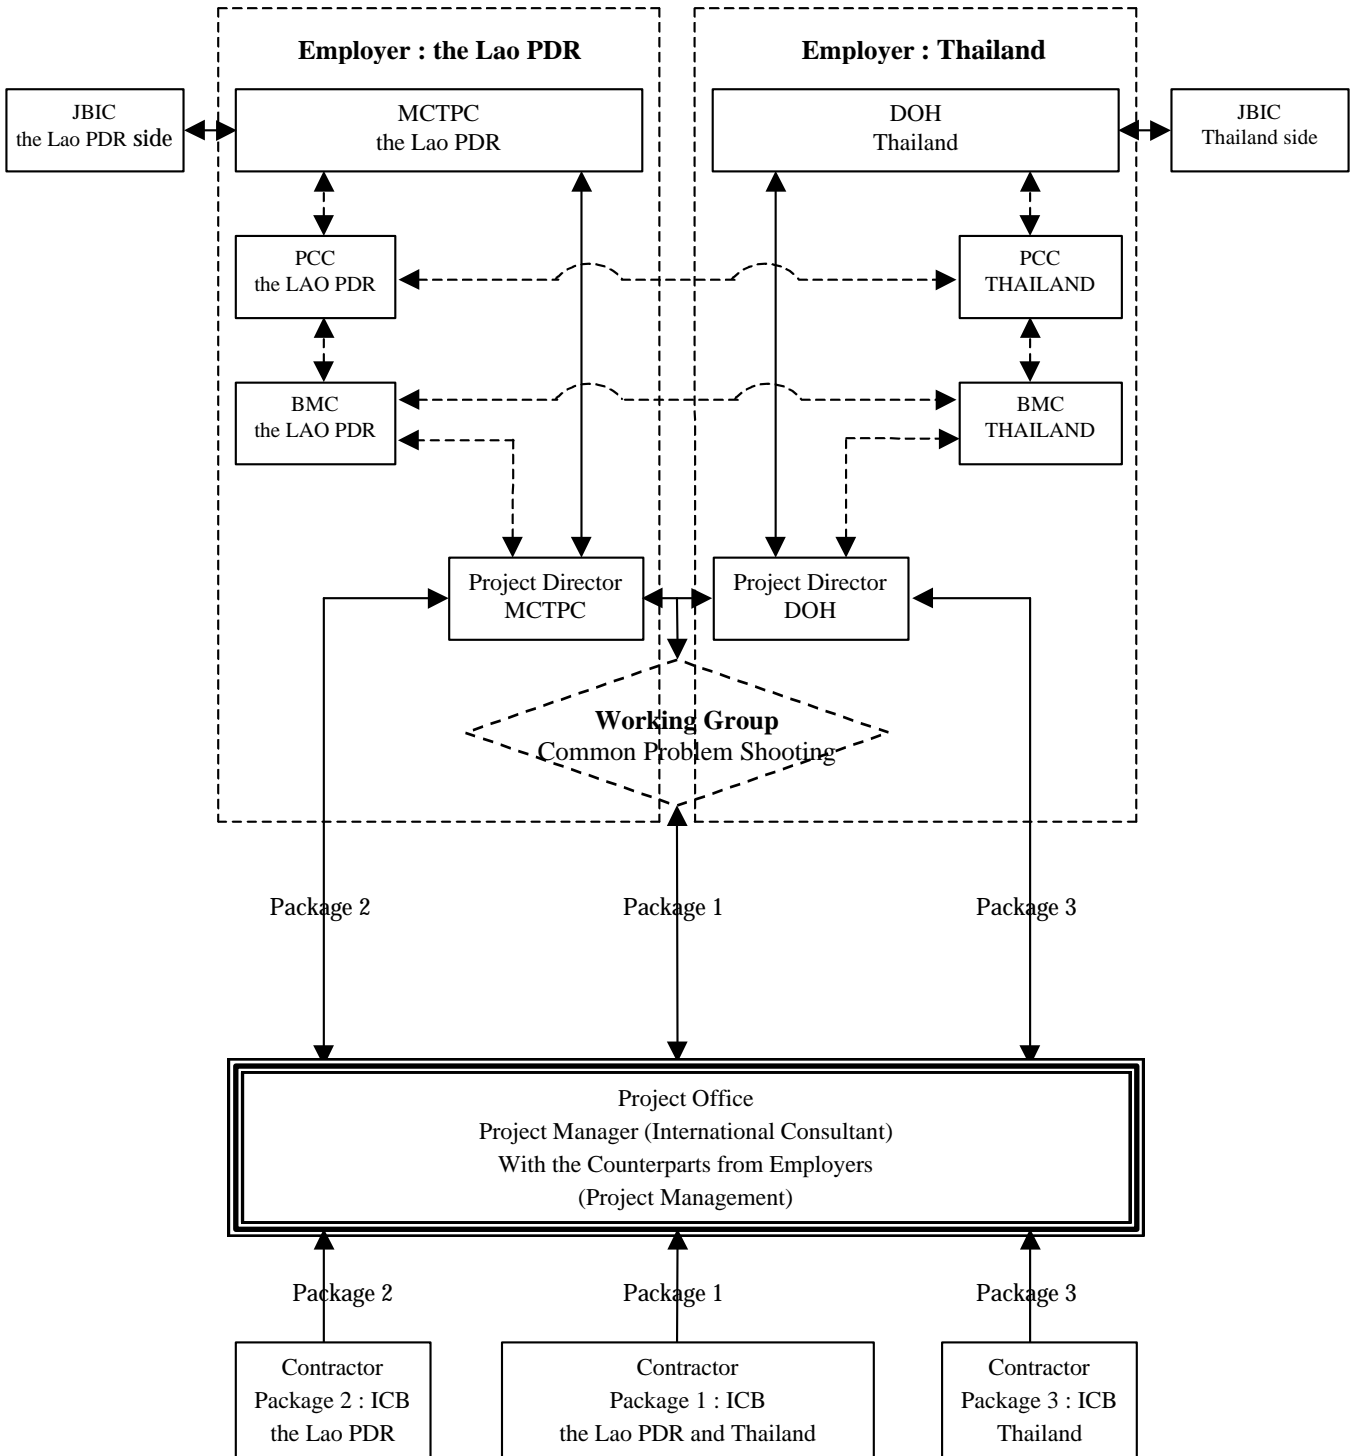 Employer : the Lao PDR
Employer : Thailand
JBIC
the Lao PDR side
MCTPC
the Lao PDR
DOH
Thailand
JBIC
Thailand side
PCC
the LAO PDR
PCC
THAILAND
BMC
the LAO PDR
BMC
THAILAND
Project Director
MCTPC
Project Director
DOH
Working Group
Common Problem Shooting
Package 2
Package 1
Package 3
Project Office
Project Manager (International Consultant)
With the Counterparts from Employers
(Project Management)
Package 2
Package 1
Package 3
Contractor
Package 2 : ICB
the Lao PDR
Contractor
Package 1 : ICB
the Lao PDR and Thailand
Contractor
Package 3 : ICB
Thailand